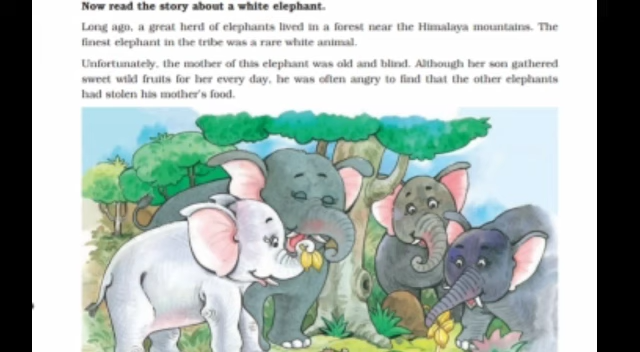 Now read the story about a white elephant.
Long ago, a great herd of elephants lived in a forest near the Himalaya mountains. The
finest elephant in the tribe was a rare white animal.
Unfortunately, the mother of this elephant was old and blind. Although her son gathered
sweet wild fruits for her every day, he was often angry to find that the other elephants
had stolen his mother's food.